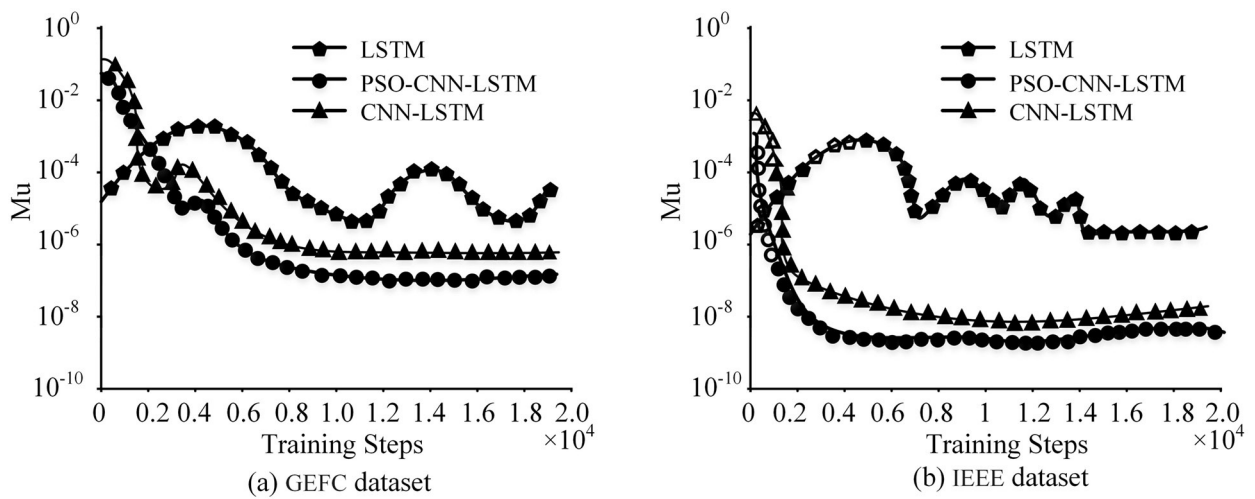 10^0
10^-2
10^-4
10^-6
10^-8
10^-10
Mu
LSTM
PSO-CNN-LSTM
CNN-LSTM
0 0.2 0.4 0.6 0.8 1.0 1.2 1.4 1.6 1.8 2.0
Training Steps
×10^4
(a) GEFC dataset
10^0
10^-2
10^-4
10^-6
10^-8
10^-10
Mu
LSTM
PSO-CNN-LSTM
CNN-LSTM
0 0.2 0.4 0.6 0.8 1.0 1.2 1.4 1.6 1.8 2.0
Training Steps
×10^4
(b) IEEE dataset